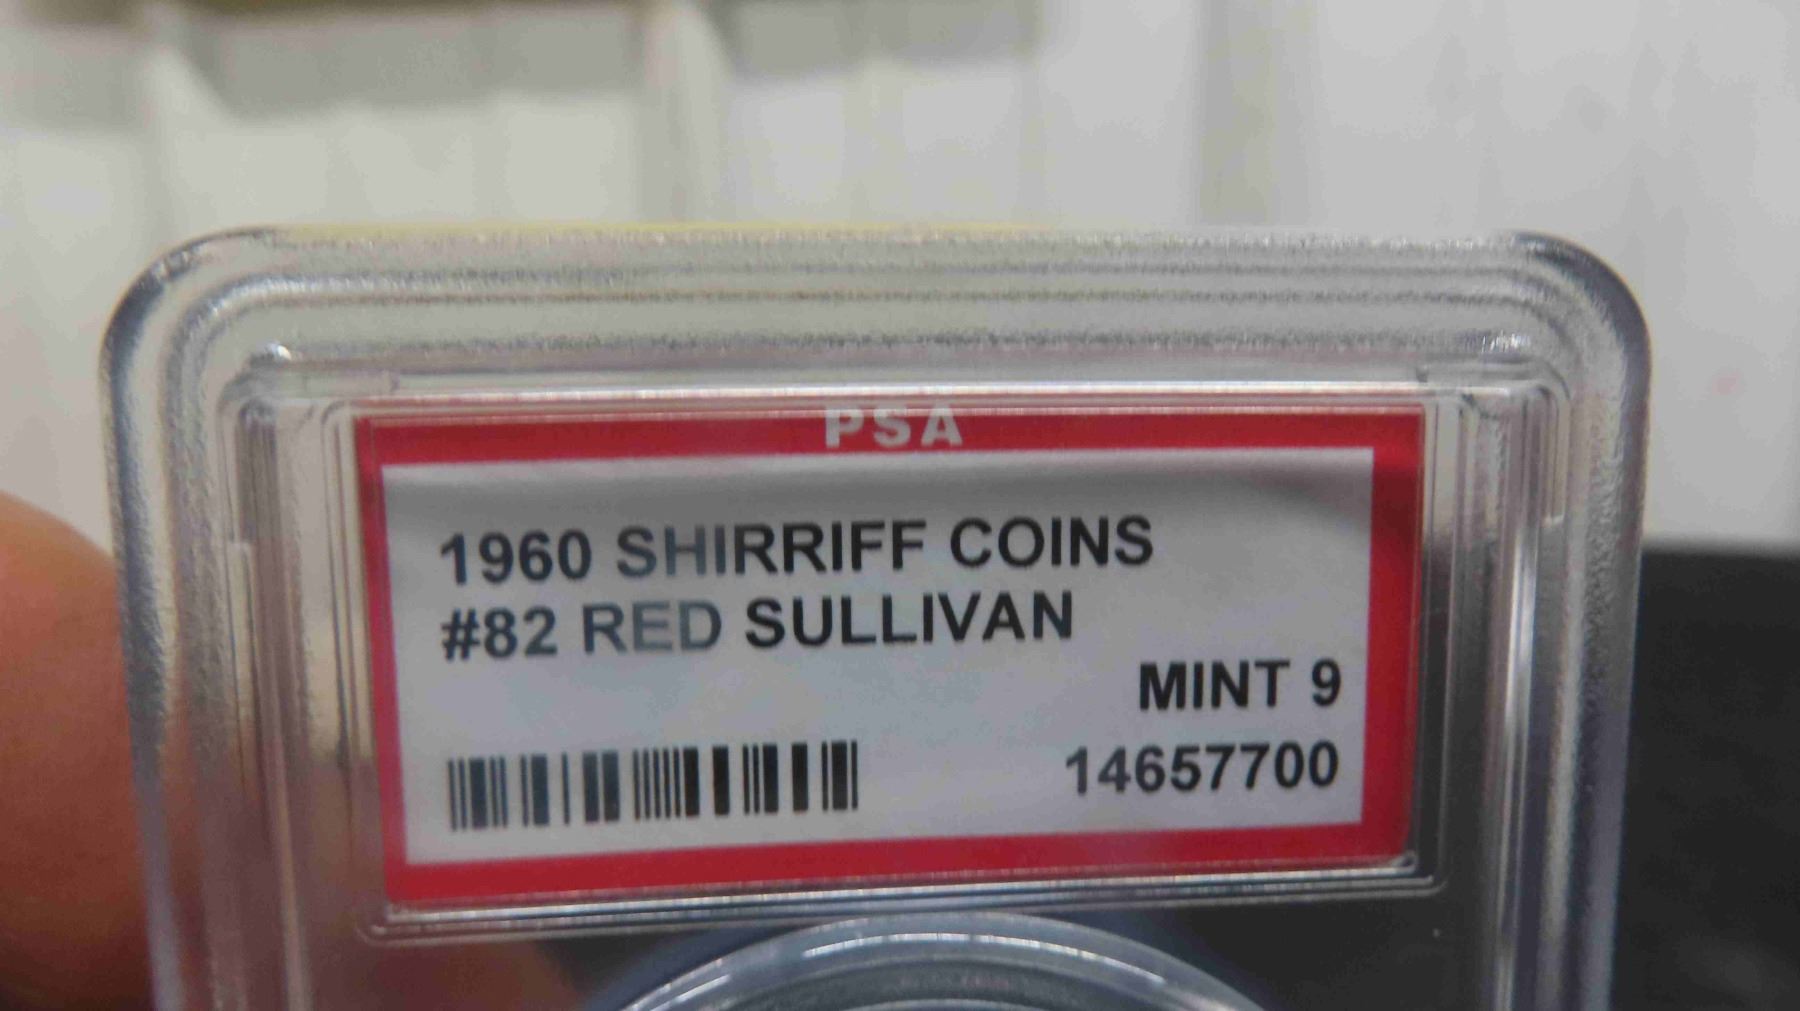 PSA
1960 SHIRRIFF COINS
#82 RED SULLIVAN
MINT 9
14657700